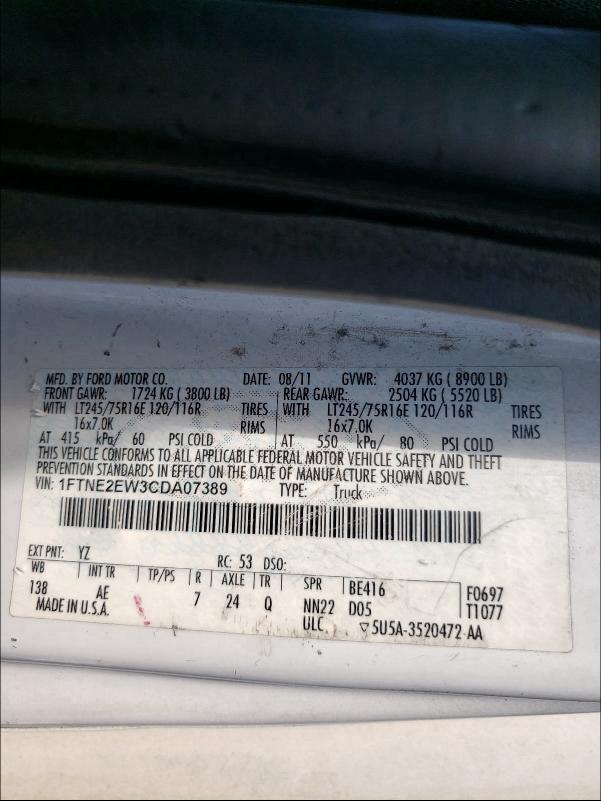 MFD. BY FORD MOTOR CO. DATE: 08/11 GVWR: 4037 KG ( 8900 LB)
FRONT GAWR: 1724 KG ( 3800 LB) REAR GAWR: 2504 KG ( 5520 LB)
WITH LT245/75R16E 120/116R TIRES WITH LT245/75R16E 120/116R TIRES
16x7.0K RIMS 16x7.0K RIMS
AT 415 kPa/ 60 PSI COLD AT 550 kPa/ 80 PSI COLD
THIS VEHICLE CONFORMS TO ALL APPLICABLE FEDERAL MOTOR VEHICLE SAFETY AND THEFT
PREVENTION STANDARDS IN EFFECT ON THE DATE OF MANUFACTURE SHOWN ABOVE.
VIN: 1FTNE2EW3CDA07389 TYPE: Truck
EXT PNT: YZ RC: 53 DSO:
WB INT TR TP/PS R AXLE TR SPR BE416 F0697
138 AE 7 24 Q NN22 D05 T1077
MADE IN U.S.A. ULC ▽5U5A-3520472-AA